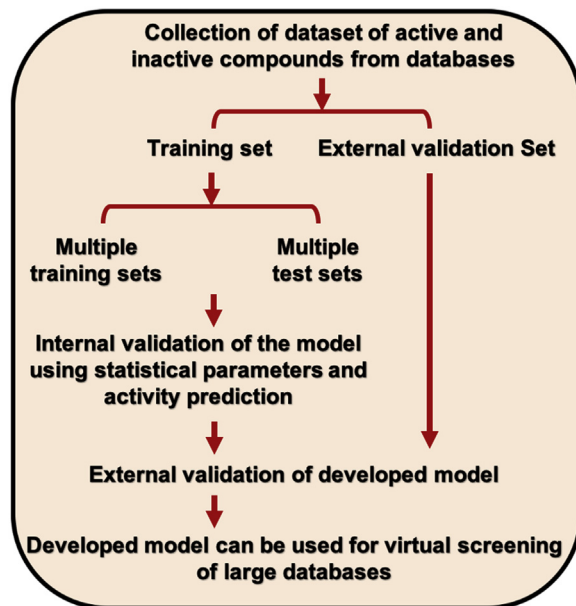 Collection of dataset of active and
inactive compounds from databases
Training set
External validation Set
Multiple
training sets
Multiple
test sets
Internal validation of the model
using statistical parameters and
activity prediction
External validation of developed model
Developed model can be used for virtual screening
of large databases